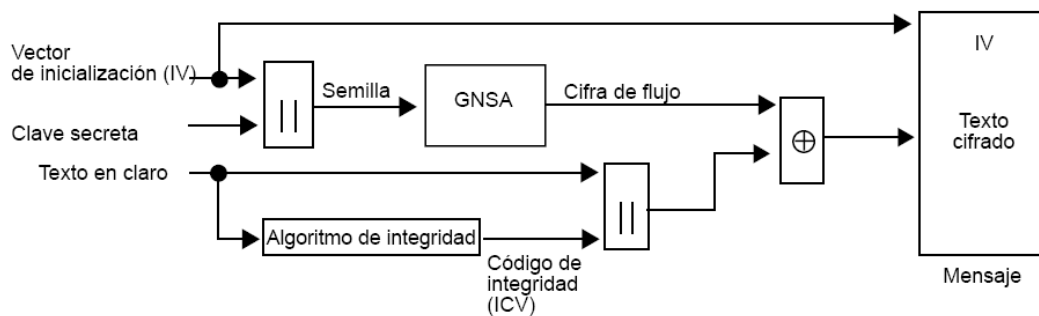 Vector
de inicialización (IV)
Clave secreta
Texto en claro
||
Semilla
GNSA
Cifra de flujo
Algoritmo de integridad
Código de
integridad
(ICV)
||
⊕
IV
Texto
cifrado
Mensaje